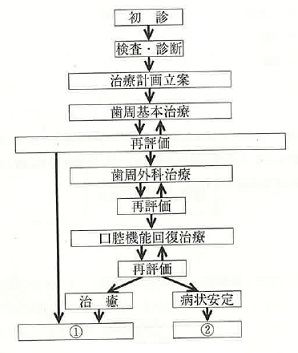 初 診
検査・診断
治療計画立案
歯周基本治療
再評価
歯周外科治療
再評価
口腔機能回復治療
再評価
治 癒
病状安定
①
②